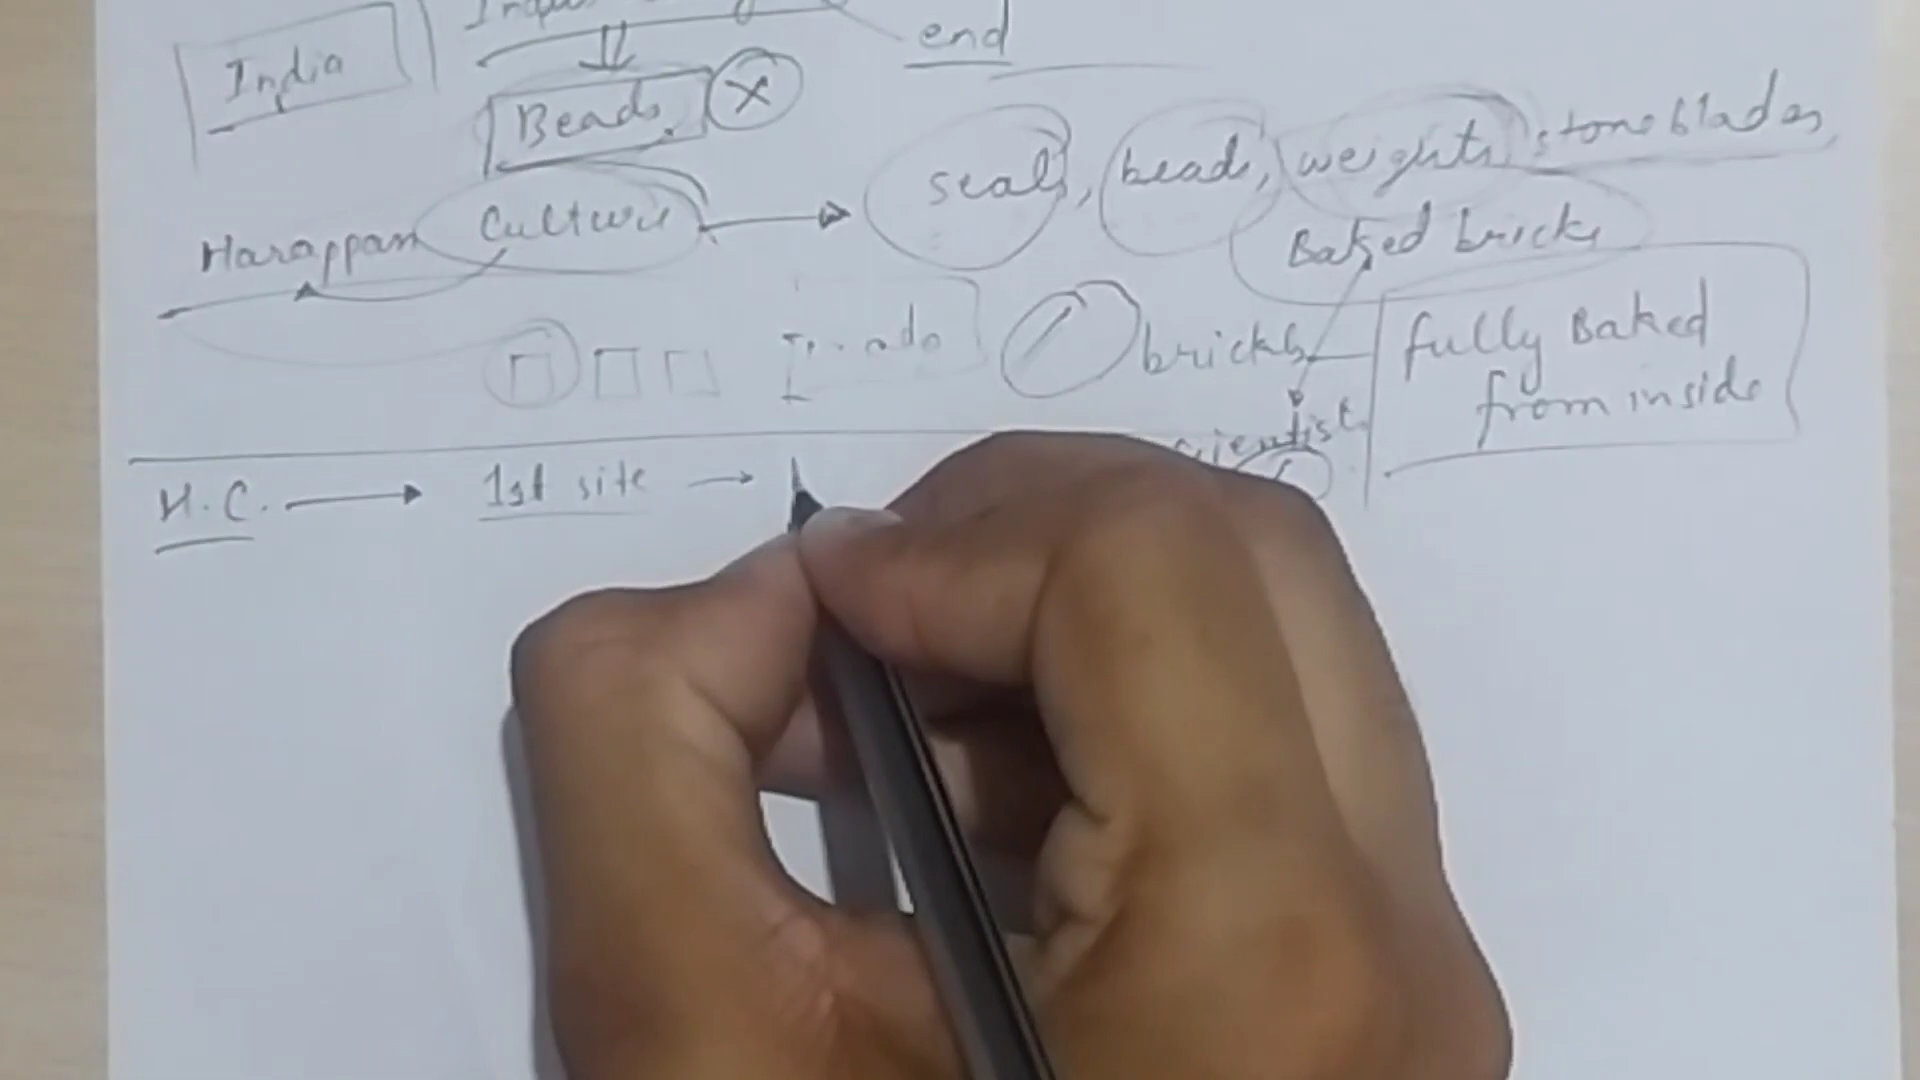 India
end
Beads X
seals, beads, weights, stone blades,
Harappan Culture
Baked bricks
bricks
fully Baked
from inside
H.C. → 1st site →